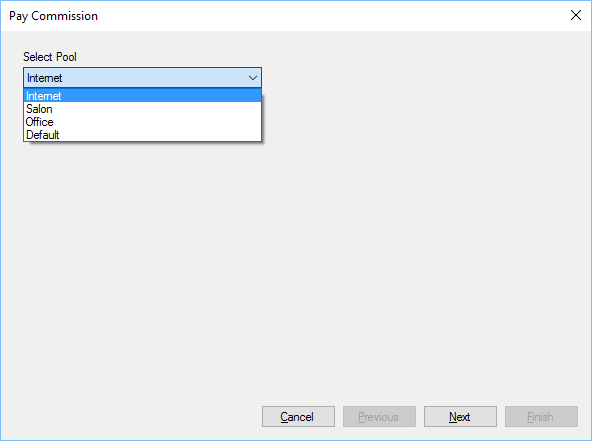 Pay Commission
Select Pool
Internet
Internet
Salon
Office
Default
Cancel Previous Next Finish